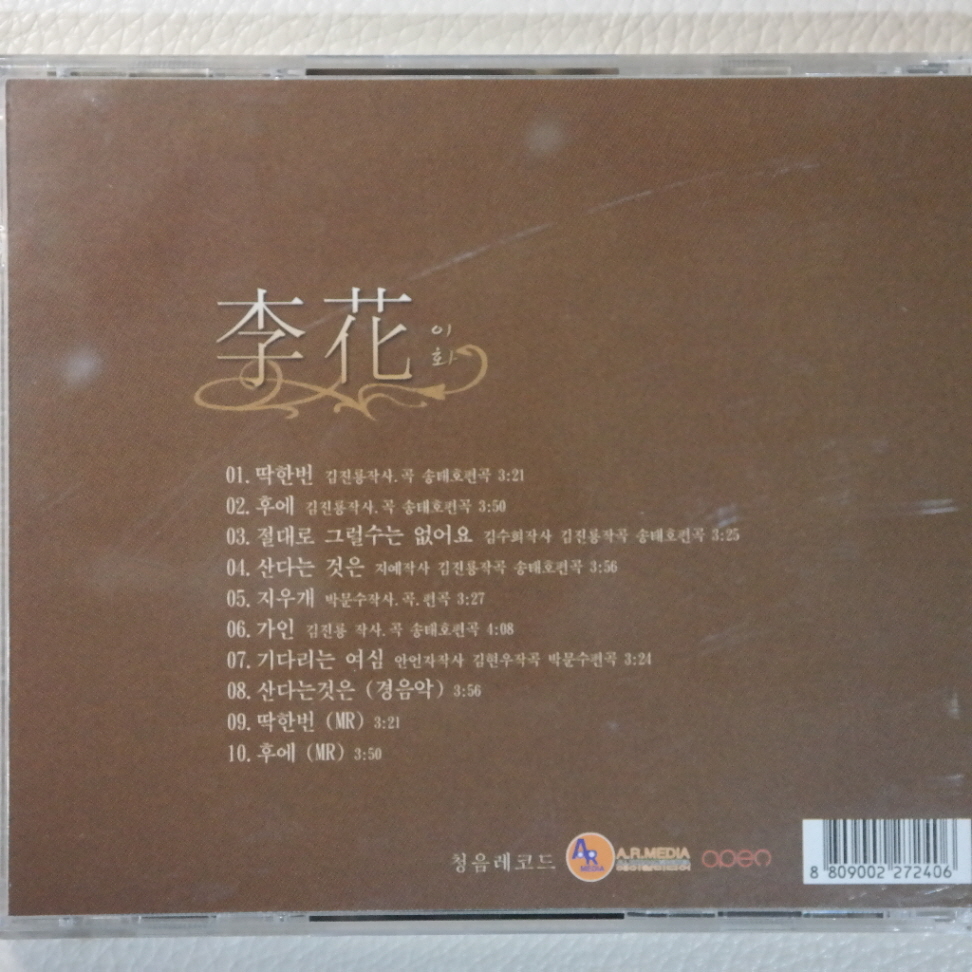 李花 이화
01. 딱한번 김진룡작사.곡 송태호편곡 3:21
02. 후에 김진룡작사.곡 송태호편곡 3:50
03. 절대로 그럴수는 없어요 김수희작사 김진룡작곡 송태호편곡 3:25
04. 산다는 것은 지예작사 김진룡작곡 송태호편곡 3:56
05. 지우개 박문수작사.곡.편곡 3:27
06. 가인 김진룡 작사.곡 송태호편곡 4:08
07. 기다리는 여심 안언자작사 김현우작곡 박문수편곡 3:24
08. 산다는것은 (경음악) 3:56
09. 딱한번 (MR) 3:21
10. 후에 (MR) 3:50
청음레코드 AR MEDIA A.R.MEDIA open
8 809002 272406